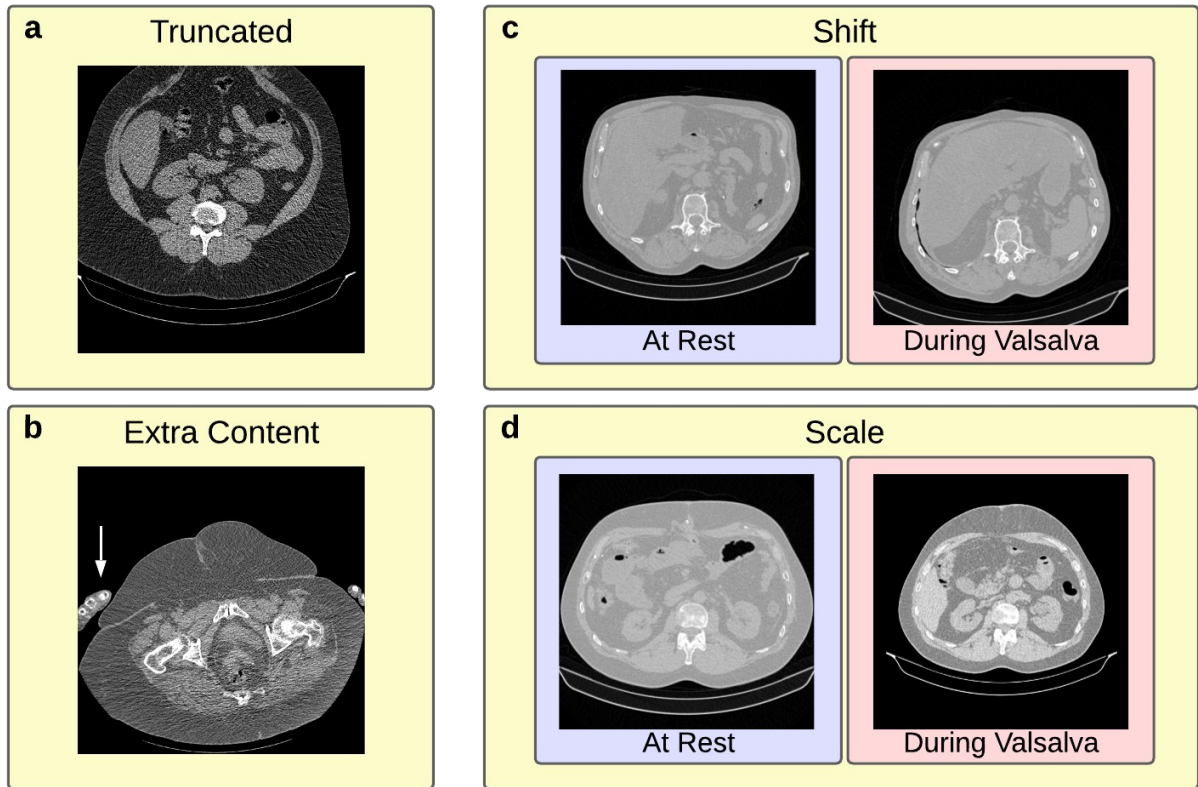 a
Truncated
c
Shift
At Rest
During Valsalva
b
Extra Content
d
Scale
At Rest
During Valsalva